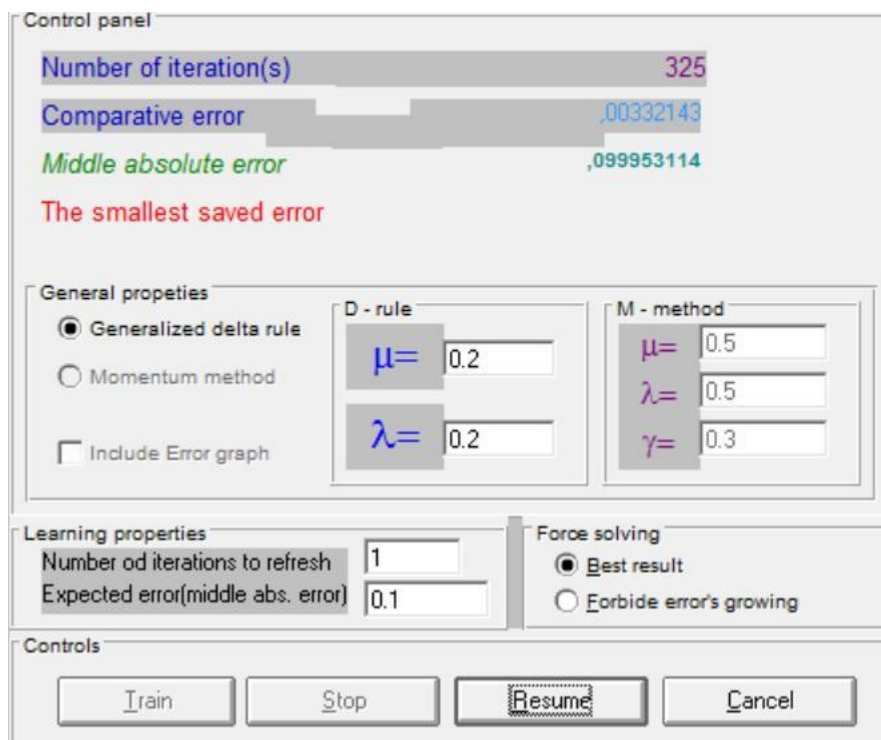 Control panel
Number of iteration(s) 325
Comparative error ,00332143
Middle absolute error ,099953114
The smallest saved error
General propeties
Generalized delta rule
Momentum method
Include Error graph
D - rule
μ= 0.2
λ= 0.2
M - method
μ= 0.5
λ= 0.5
γ= 0.3
Learning properties
Number od iterations to refresh 1
Expected error(middle abs. error) 0.1
Force solving
Best result
Forbide error's growing
Controls
Train Stop Resume Cancel